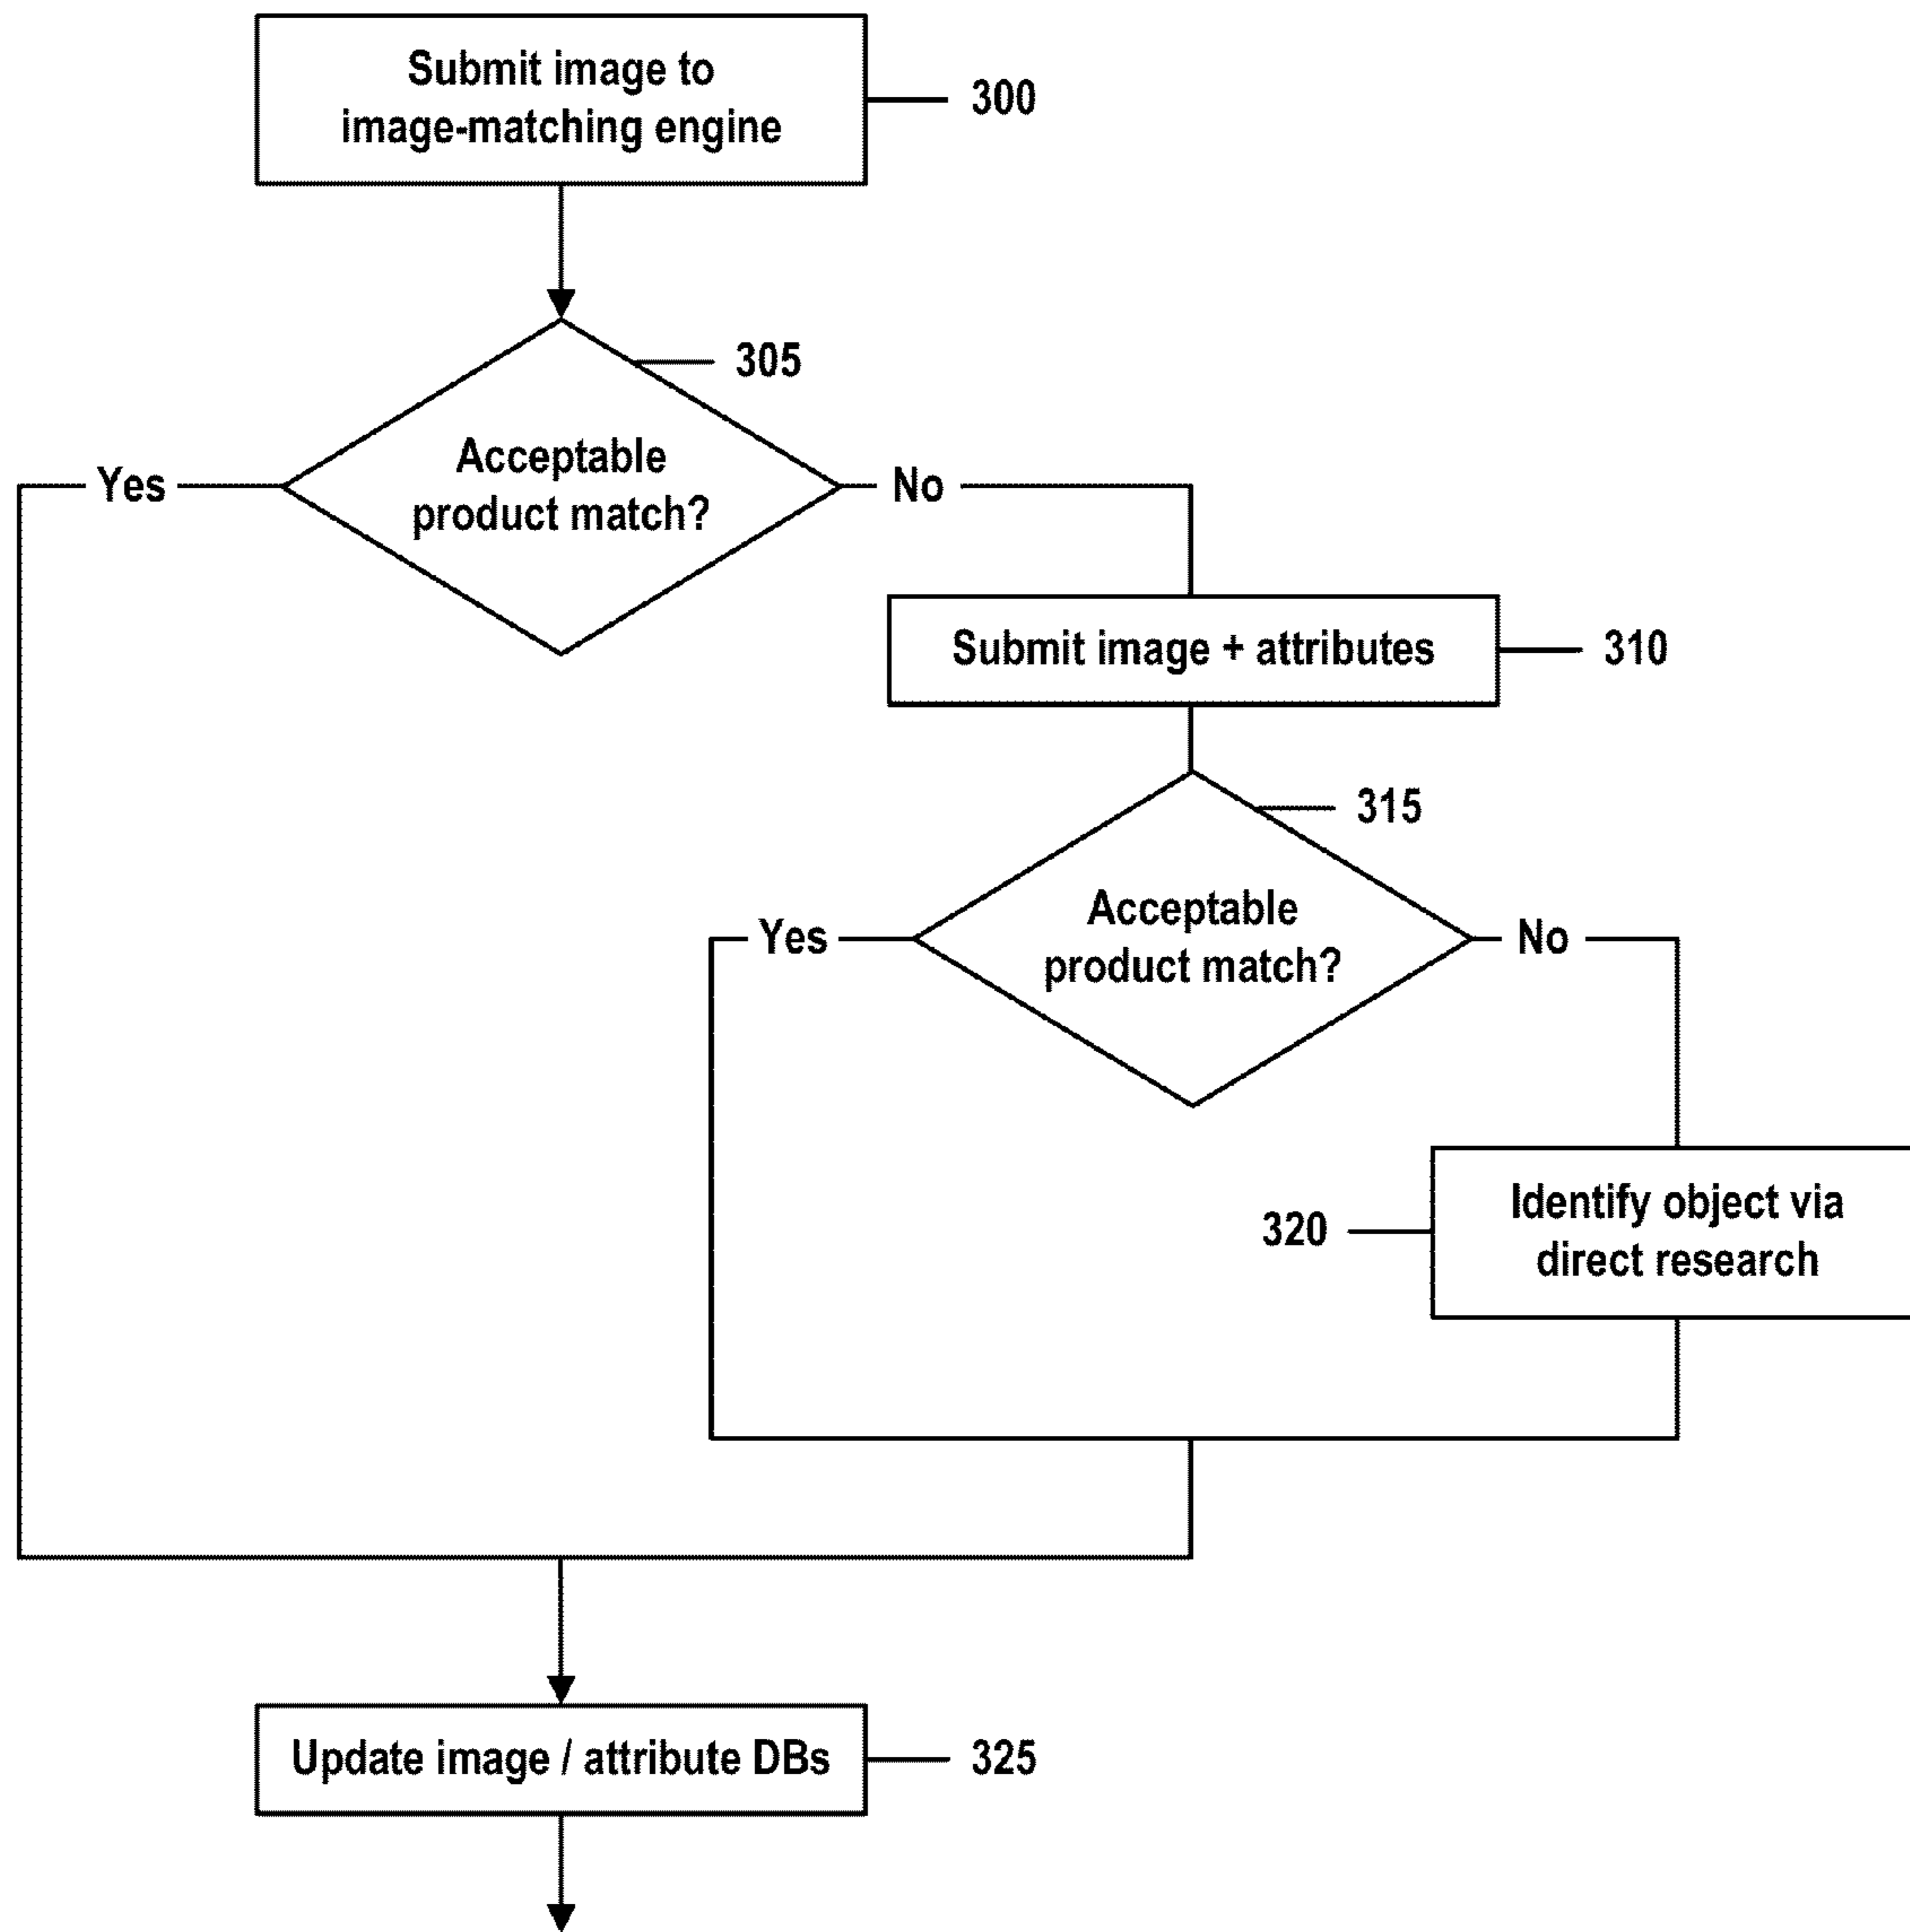 Submit image to
image-matching engine
300
305
Acceptable
product match?
Yes
No
Submit image + attributes
310
315
Acceptable
product match?
Yes
No
Identify object via
direct research
320
Update image / attribute DBs
325